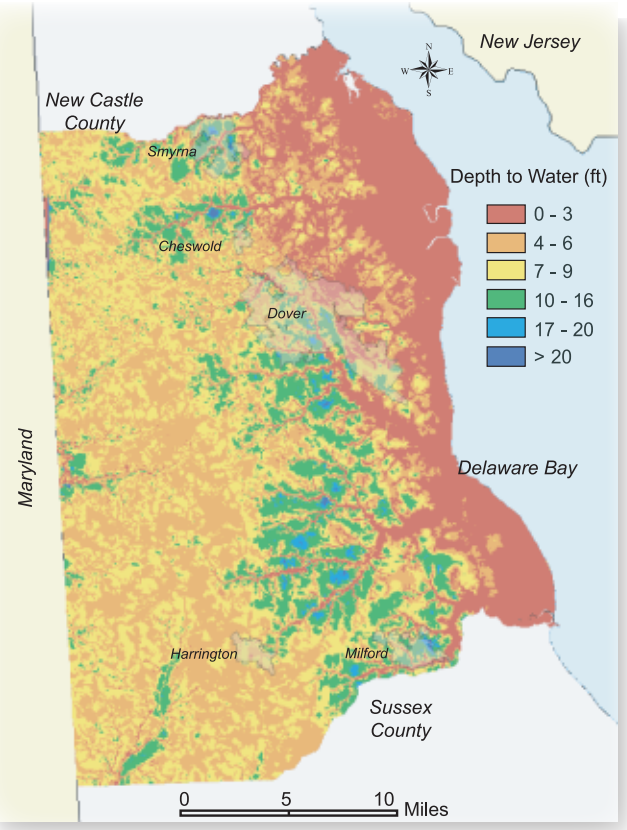 New Jersey
N
W E
S
New Castle
County
Smyrna
Depth to Water (ft)
0 - 3
4 - 6
7 - 9
10 - 16
17 - 20
> 20
Cheswold
Dover
Maryland
Delaware Bay
Harrington
Milford
Sussex
County
0 5 10 Miles